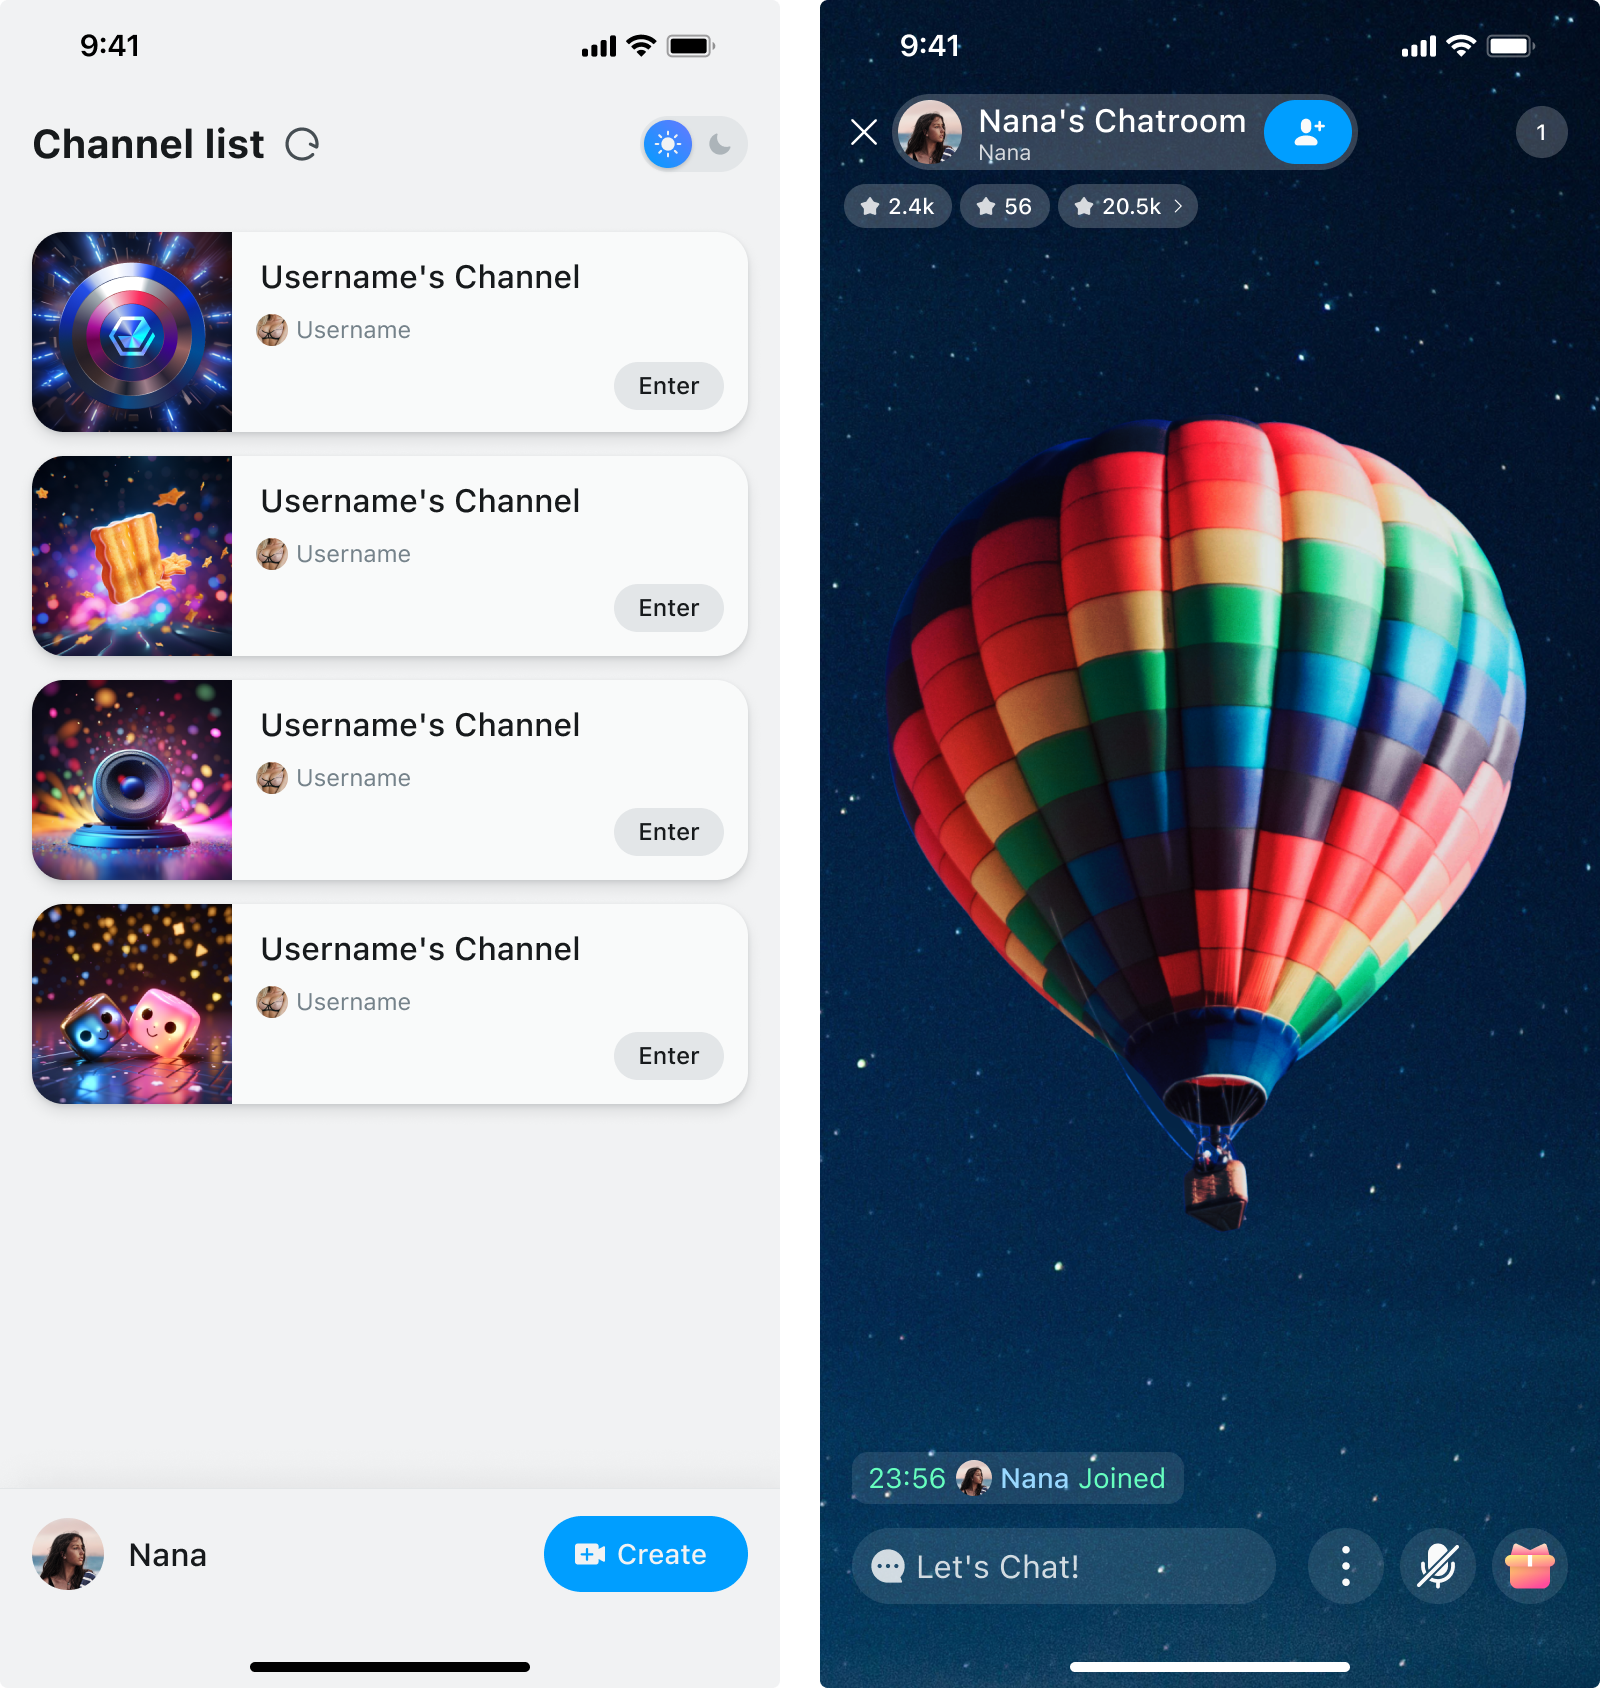 9:41
Channel list
Username's Channel
Username
Enter
Username's Channel
Username
Enter
Username's Channel
Username
Enter
Username's Channel
Username
Enter
Nana
Create
9:41
Nana's Chatroom
Nana
1
2.4k
56
20.5k
23:56 Nana Joined
Let's Chat!